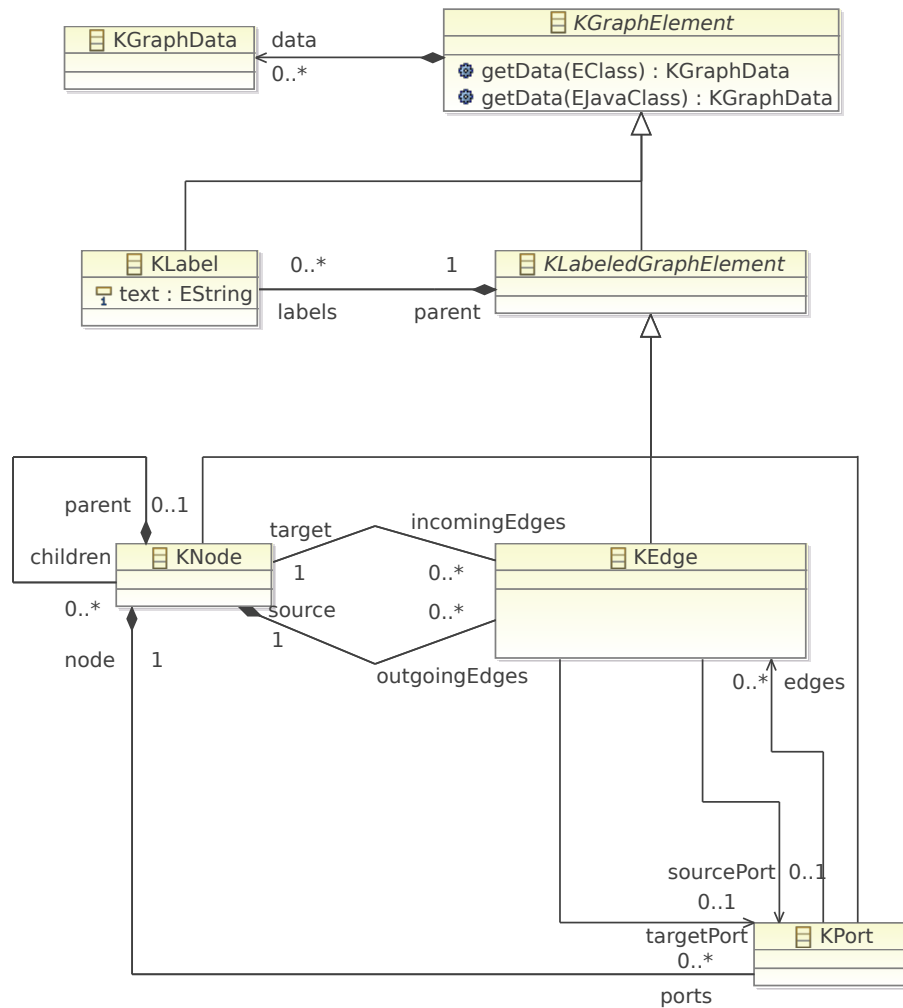 KGraphElement
KGraphData
data
0..*
getData(EClass) : KGraphData
getData(EJavaClass) : KGraphData
KLabel
0..*
1
KLabeledGraphElement
1
text : EString
labels
parent
parent
0..1
target
incomingEdges
children
KNode
KEdge
1
0..*
0..*
source
0..*
1
node
1
outgoingEdges
0..*
edges
sourcePort
0..1
0..1
targetPort
KPort
0..*
ports